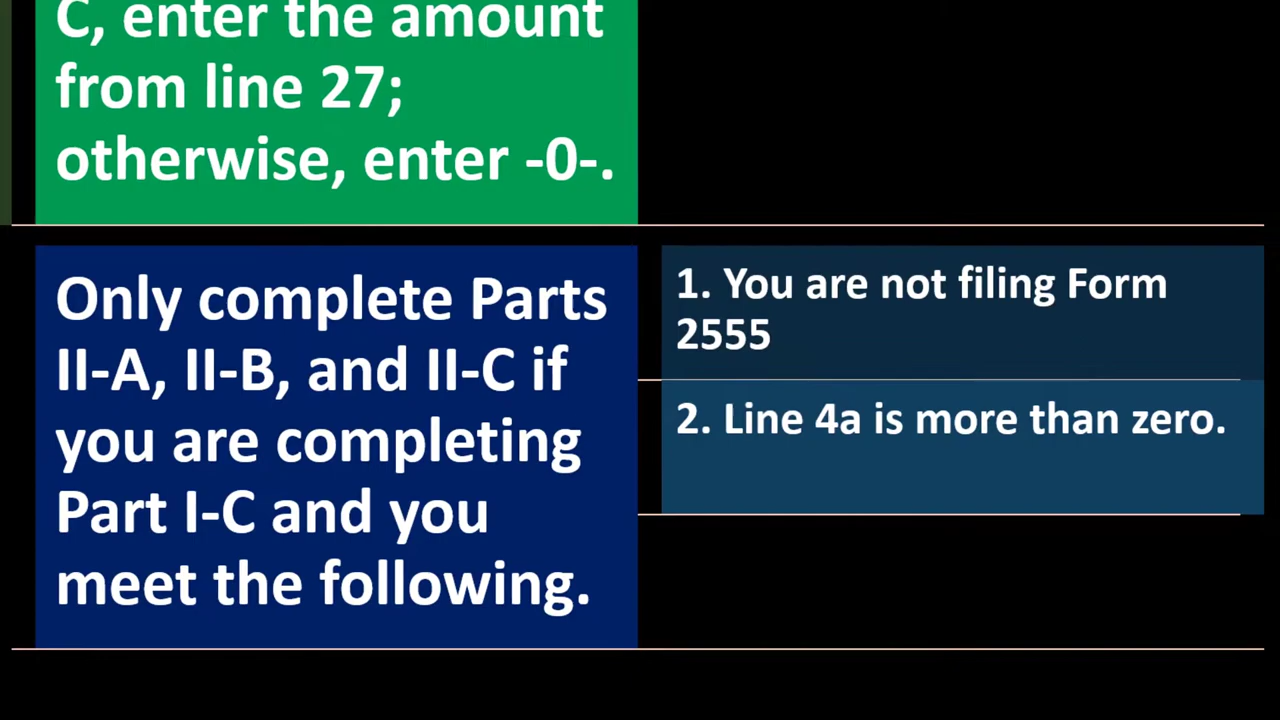 C, enter the amount
from line 27;
otherwise, enter -0-.
Only complete Parts
II-A, II-B, and II-C if
you are completing
Part I-C and you
meet the following.
1. You are not filing Form
2555
2. Line 4a is more than zero.